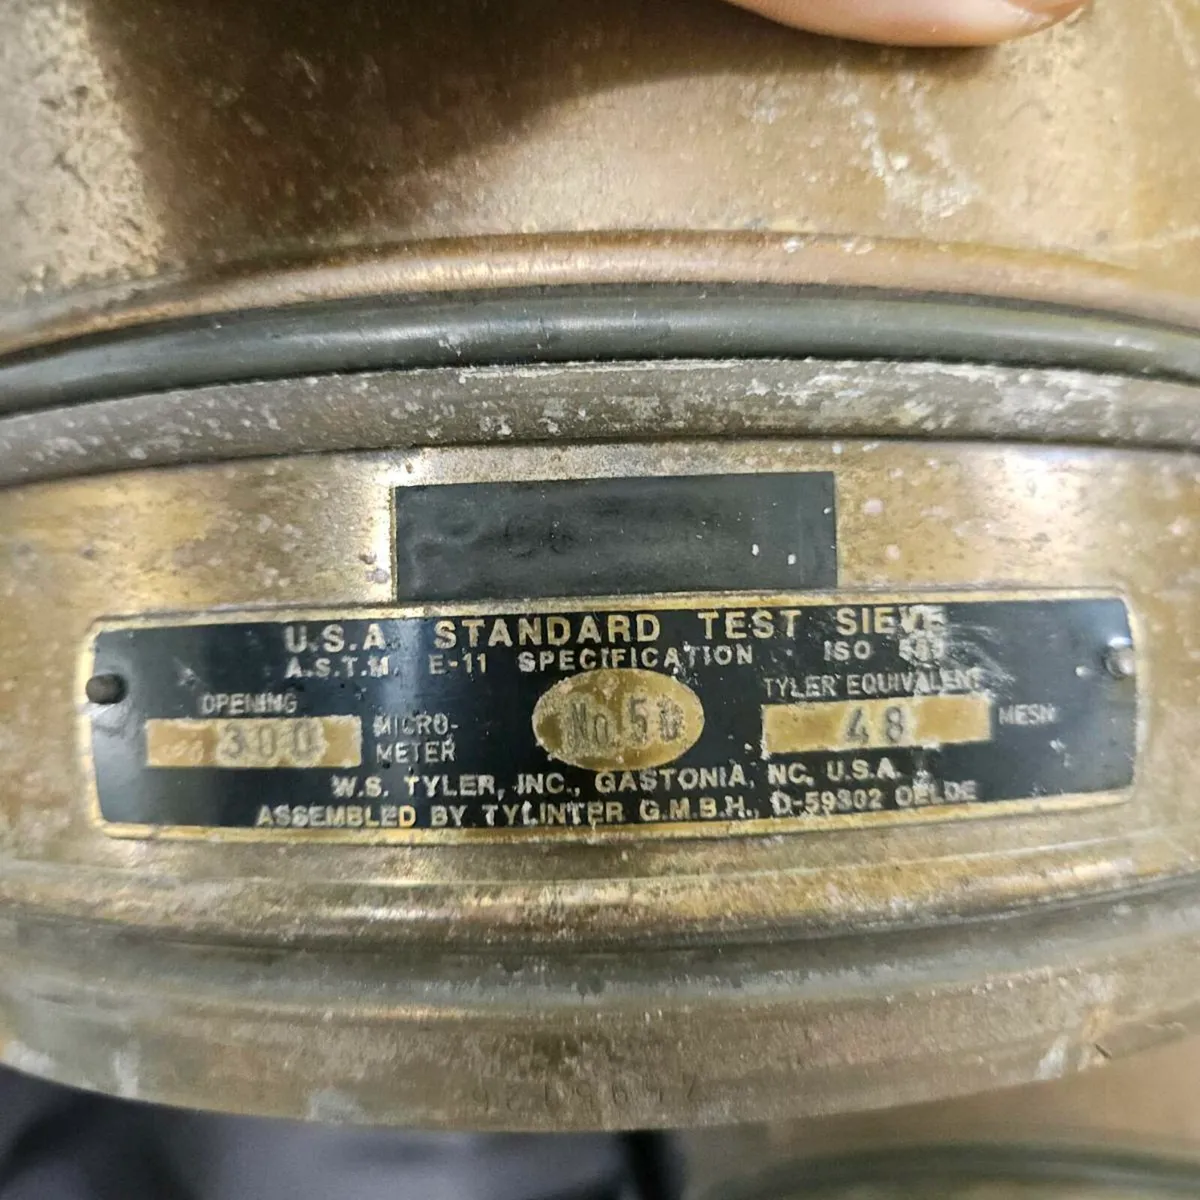 U.S.A. STANDARD TEST SIEVE
A.S.T.M. E-11 SPECIFICATION ISO
OPENING
300 MICRO-
METER
No. 50
TYLER EQUIVALENT
48 MESH
W.S. TYLER, INC., GASTONIA, NC, U.S.A.
ASSEMBLED BY TYLINTER G.M.B.H., D-59302 OELDE